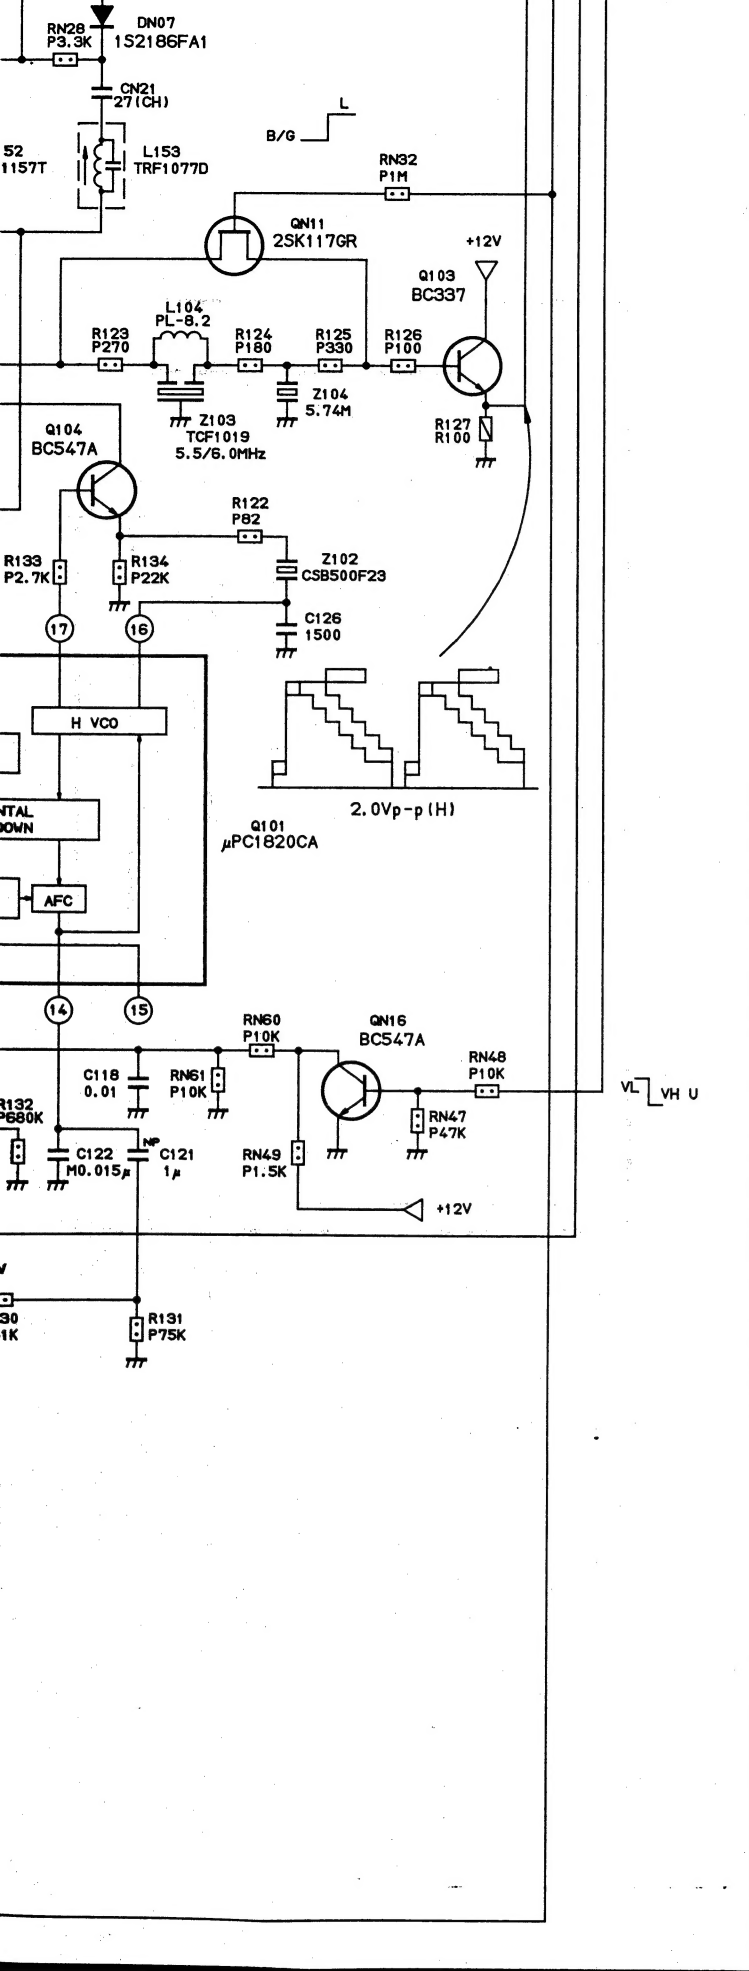 DN07
1S2186FA1
RN28
P3.3K
CN21
27(CH)
L
B/G
52
1157T
L153
TRF1077D
RN32
P1M
QN11
2SK117GR
+12V
Q103
BC337
L104
PL-8.2
R123
P270
R124
P180
R125
P330
R126
P100
Z104
5.74M
Z103
TCF1019
5.5/6.0MHz
R127
R100
Q104
BC547A
R122
P82
R133
P2.7K
R134
P22K
Z102
CSB500F23
C126
1500
17
16
H VCO
NTAL
DOWN
2.0Vp-p(H)
Q101
µPC1820CA
AFC
14
15
RN60
P10K
QN16
BC547A
C118
0.01
RN61
P10K
RN48
P10K
VL
VH U
R132
P680K
RN47
P47K
C122
M0.015µ
NP
C121
1µ
RN49
P1.5K
+12V
V
30
1K
R131
P75K